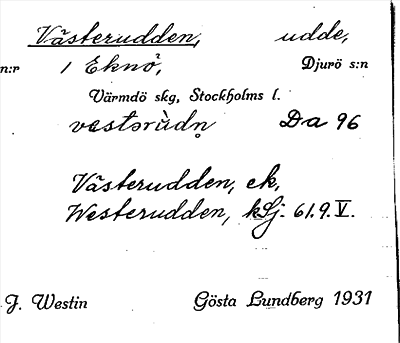 Västerudden, udde,
n:r 1 Eknö, Djurö s:n
Värmdö skg, Stockholms l.
vastərùdn̥ Da 96
Västerudden, ek,
Westerudden, kSj. 61.9.V.
J. Westin Gösta Lundberg 1931